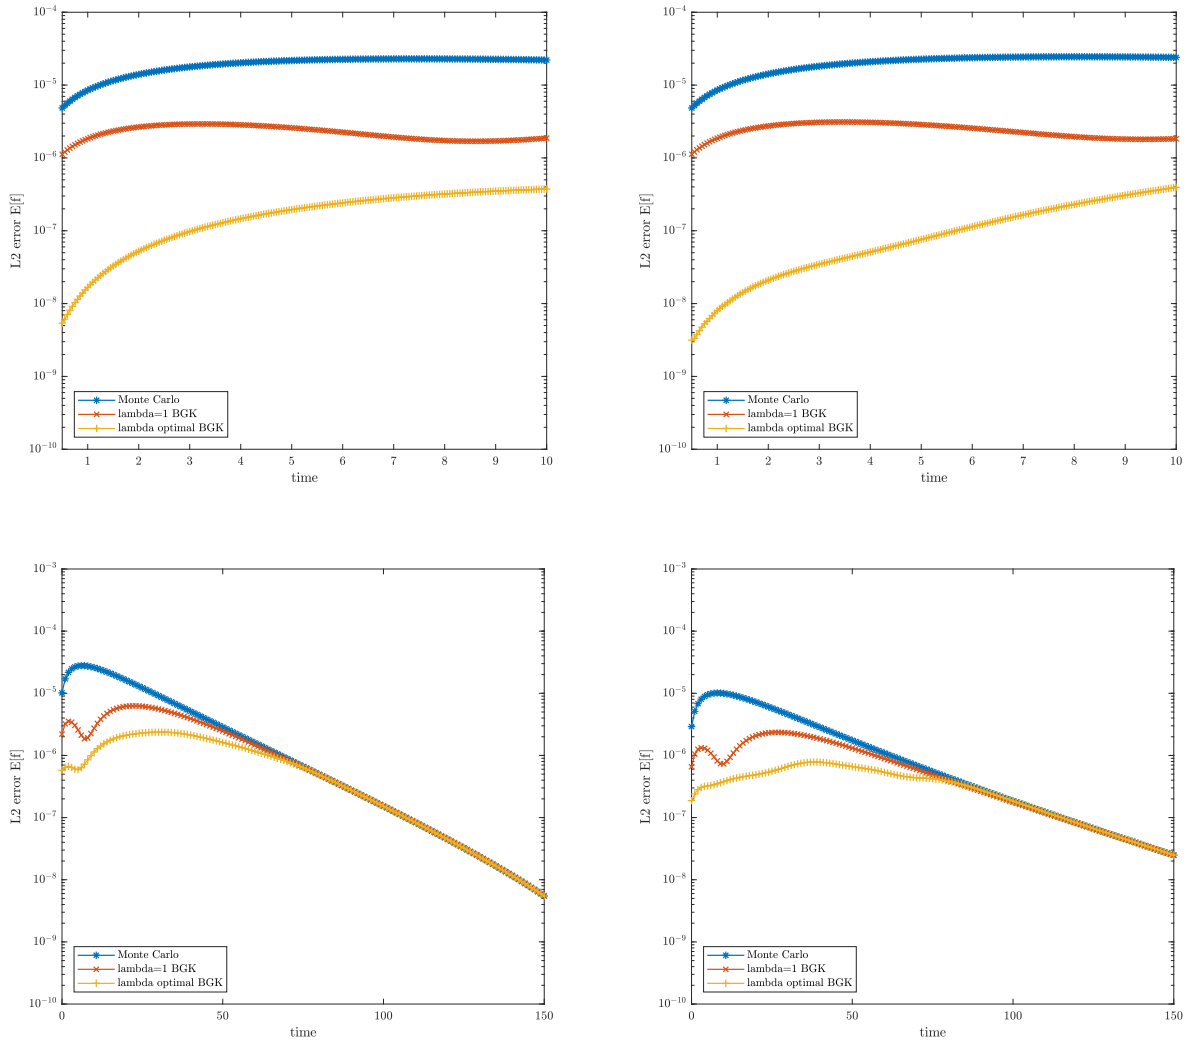 10^-4
10^-5
10^-6
10^-7
10^-8
10^-9
10^-10
L2 error E[f]
Monte Carlo
lambda=1 BGK
lambda optimal BGK
1 2 3 4 5 6 7 8 9 10
time
10^-4
10^-5
10^-6
10^-7
10^-8
10^-9
10^-10
L2 error E[f]
Monte Carlo
lambda=1 BGK
lambda optimal BGK
1 2 3 4 5 6 7 8 9 10
time
10^-3
10^-4
10^-5
10^-6
10^-7
10^-8
10^-9
10^-10
L2 error E[f]
Monte Carlo
lambda=1 BGK
lambda optimal BGK
0 50 100 150
time
10^-3
10^-4
10^-5
10^-6
10^-7
10^-8
10^-9
10^-10
L2 error E[f]
Monte Carlo
lambda=1 BGK
lambda optimal BGK
0 50 100 150
time